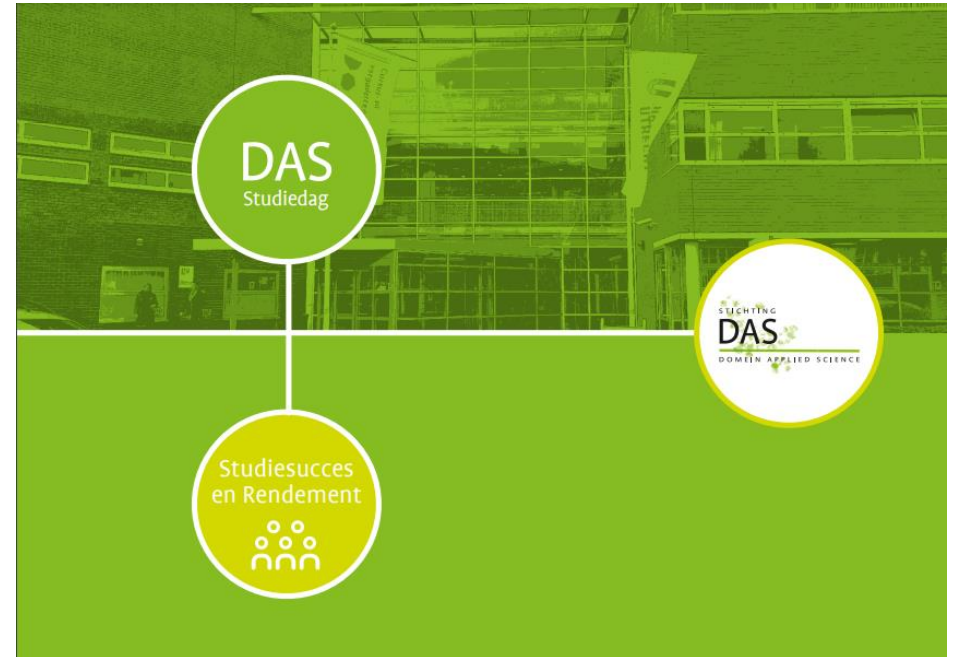 DAS
Studiedag
STICHTING
DAS
DOMEIN APPLIED SCIENCE
Studiesucces
en Rendement